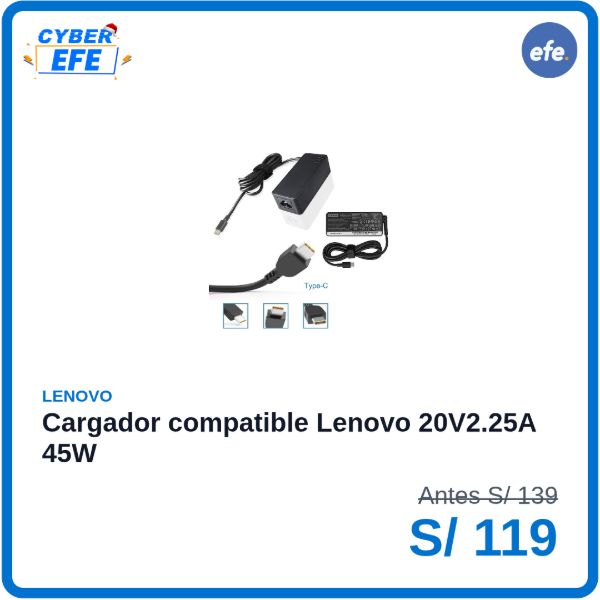 CYBER
EFE
efe.
Type-C
LENOVO
Cargador compatible Lenovo 20V2.25A
45W
Antes S/ 139
S/ 119